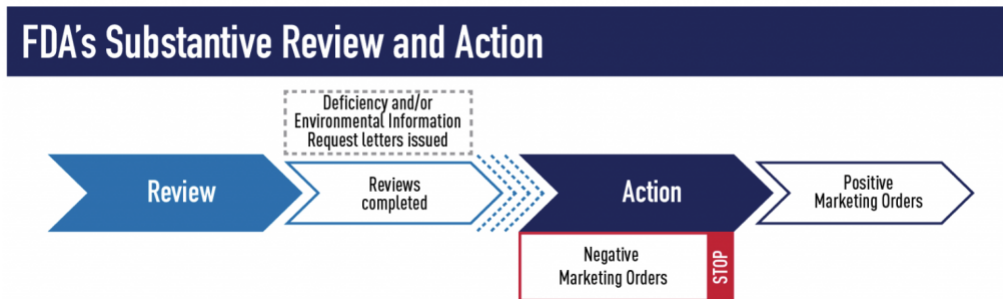 FDA's Substantive Review and Action
Deficiency and/or
Environmental Information
Request letters issued
Review
Reviews
completed
Action
Positive
Marketing Orders
Negative
Marketing Orders
STOP